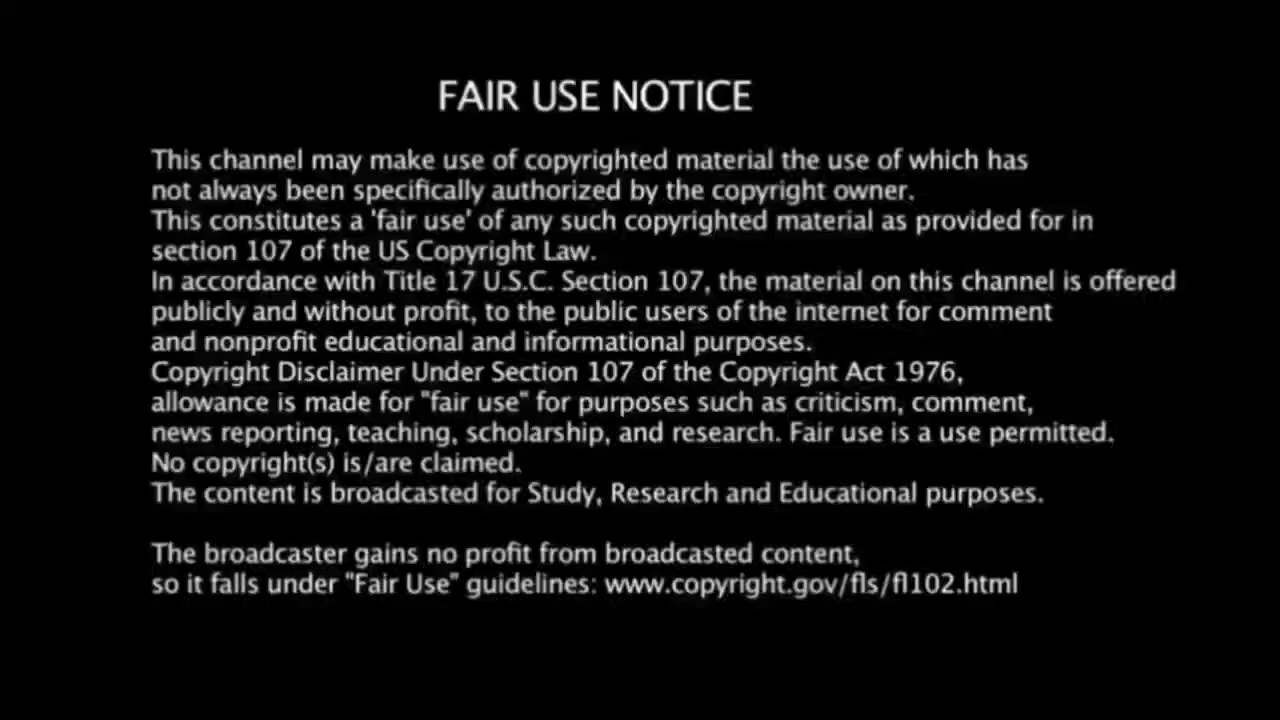 FAIR USE NOTICE
This channel may make use of copyrighted material the use of which has
not always been specifically authorized by the copyright owner.
This constitutes a 'fair use' of any such copyrighted material as provided for in
section 107 of the US Copyright Law.
In accordance with Title 17 U.S.C. Section 107, the material on this channel is offered
publicly and without profit, to the public users of the internet for comment
and nonprofit educational and informational purposes.
Copyright Disclaimer Under Section 107 of the Copyright Act 1976,
allowance is made for "fair use" for purposes such as criticism, comment,
news reporting, teaching, scholarship, and research. Fair use is a use permitted.
No copyright(s) is/are claimed.
The content is broadcasted for Study, Research and Educational purposes.
The broadcaster gains no profit from broadcasted content,
so it falls under "Fair Use" guidelines: www.copyright.gov/fls/fl102.html